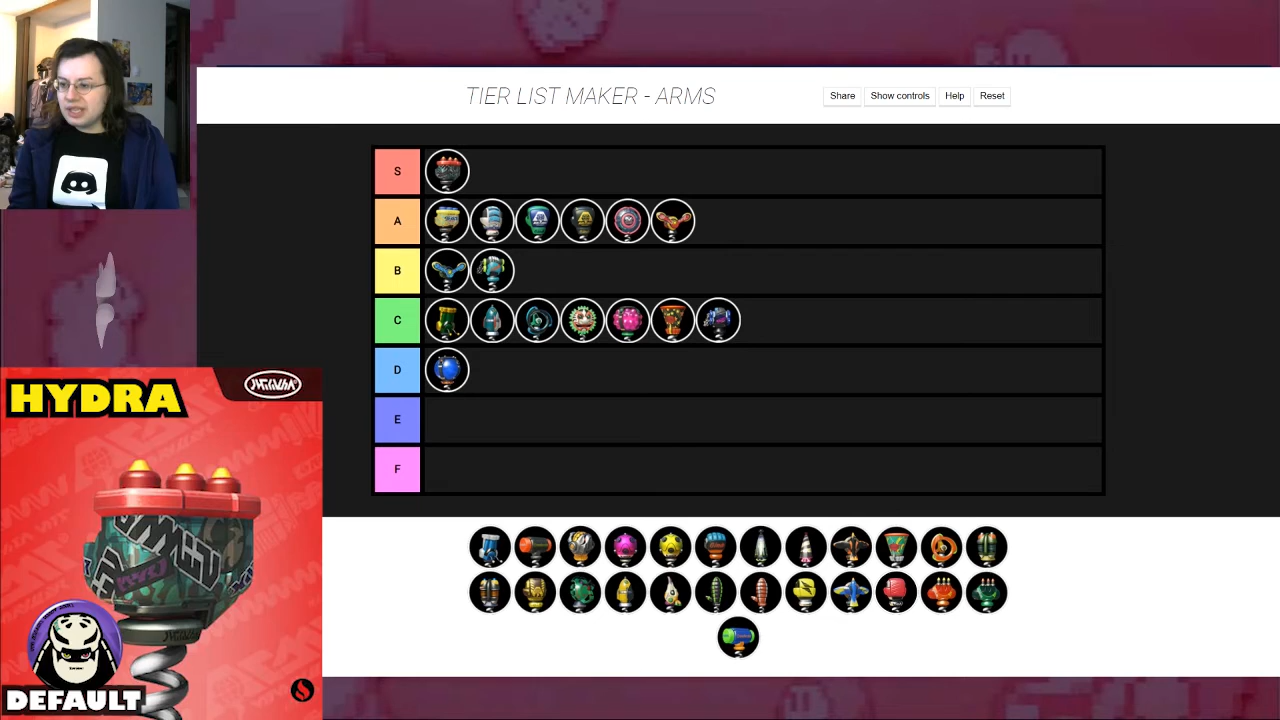 TIER LIST MAKER - ARMS
Share Show controls Help Reset
S
A
B
C
D
E
F
HYDRA
DEFAULT